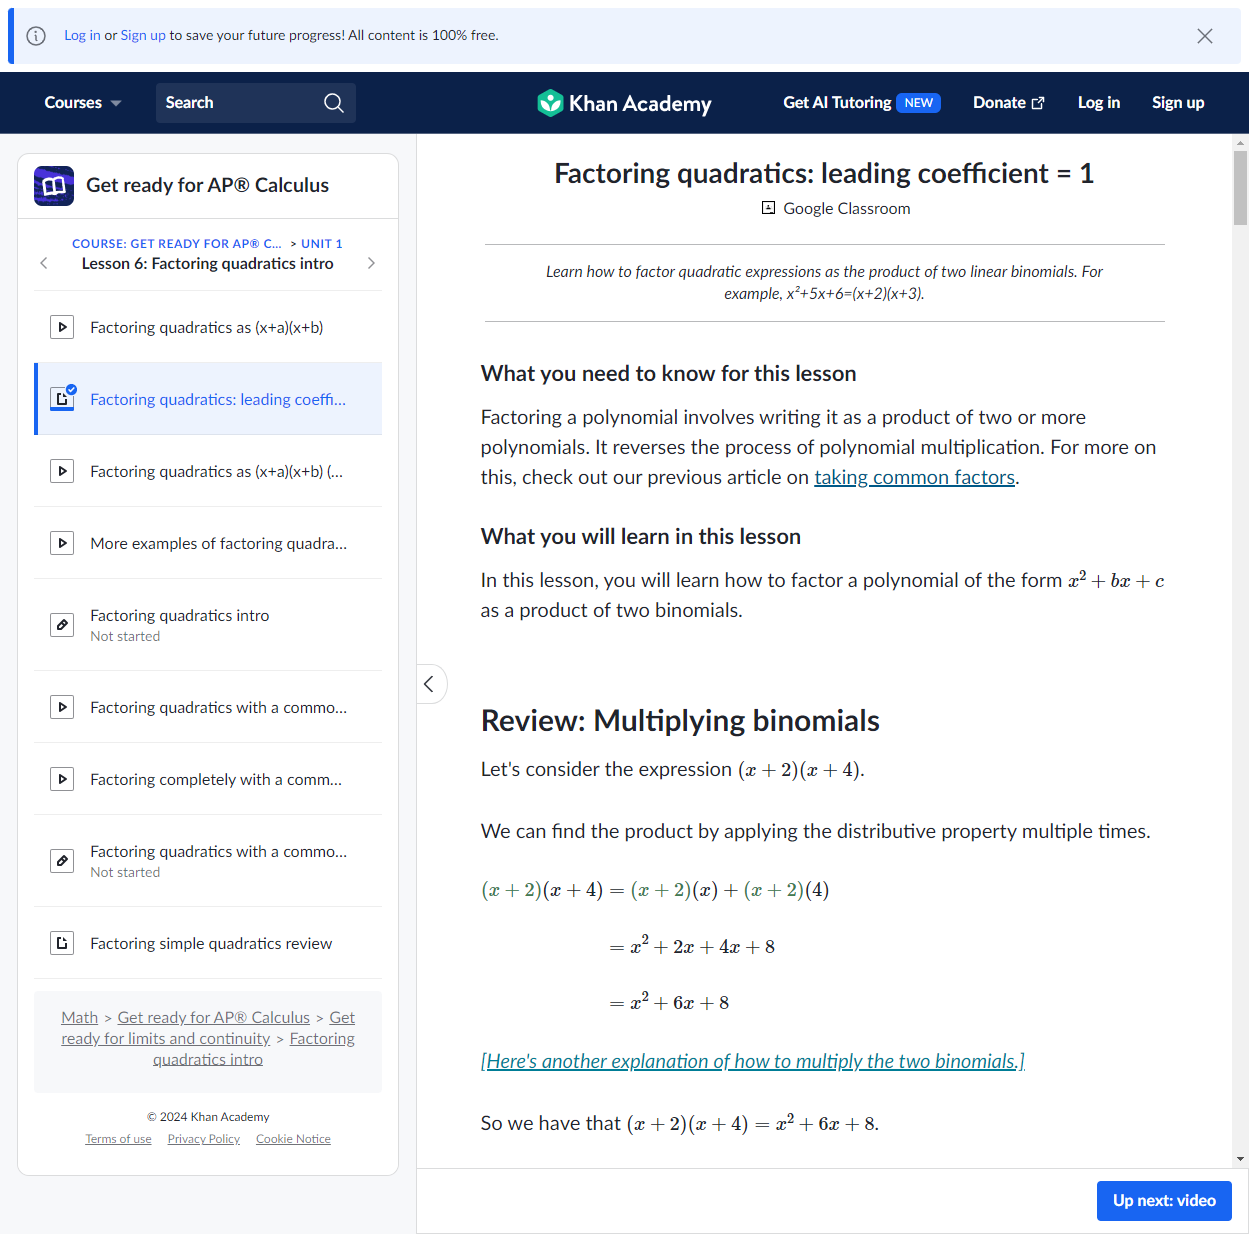 Log in or Sign up to save your future progress! All content is 100% free.
Courses
Search
Khan Academy
Get AI Tutoring NEW
Donate
Log in
Sign up
Get ready for AP® Calculus
COURSE: GET READY FOR AP® C... > UNIT 1
Lesson 6: Factoring quadratics intro
Factoring quadratics as (x+a)(x+b)
Factoring quadratics: leading coeffi...
Factoring quadratics as (x+a)(x+b) (...
More examples of factoring quadra...
Factoring quadratics intro
Not started
Factoring quadratics with a commo...
Factoring completely with a comm...
Factoring quadratics with a commo...
Not started
Factoring simple quadratics review
Math > Get ready for AP® Calculus > Get
ready for limits and continuity > Factoring
quadratics intro
© 2024 Khan Academy
Terms of use Privacy Policy Cookie Notice
Factoring quadratics: leading coefficient = 1
Google Classroom
Learn how to factor quadratic expressions as the product of two linear binomials. For
example, x²+5x+6=(x+2)(x+3).
What you need to know for this lesson
Factoring a polynomial involves writing it as a product of two or more
polynomials. It reverses the process of polynomial multiplication. For more on
this, check out our previous article on taking common factors.
What you will learn in this lesson
In this lesson, you will learn how to factor a polynomial of the form x² + bx + c
as a product of two binomials.
Review: Multiplying binomials
Let's consider the expression (x + 2)(x + 4).
We can find the product by applying the distributive property multiple times.
(x + 2)(x + 4) = (x + 2)(x) + (x + 2)(4)
= x² + 2x + 4x + 8
= x² + 6x + 8
[Here's another explanation of how to multiply the two binomials.]
So we have that (x + 2)(x + 4) = x² + 6x + 8.
Up next: video